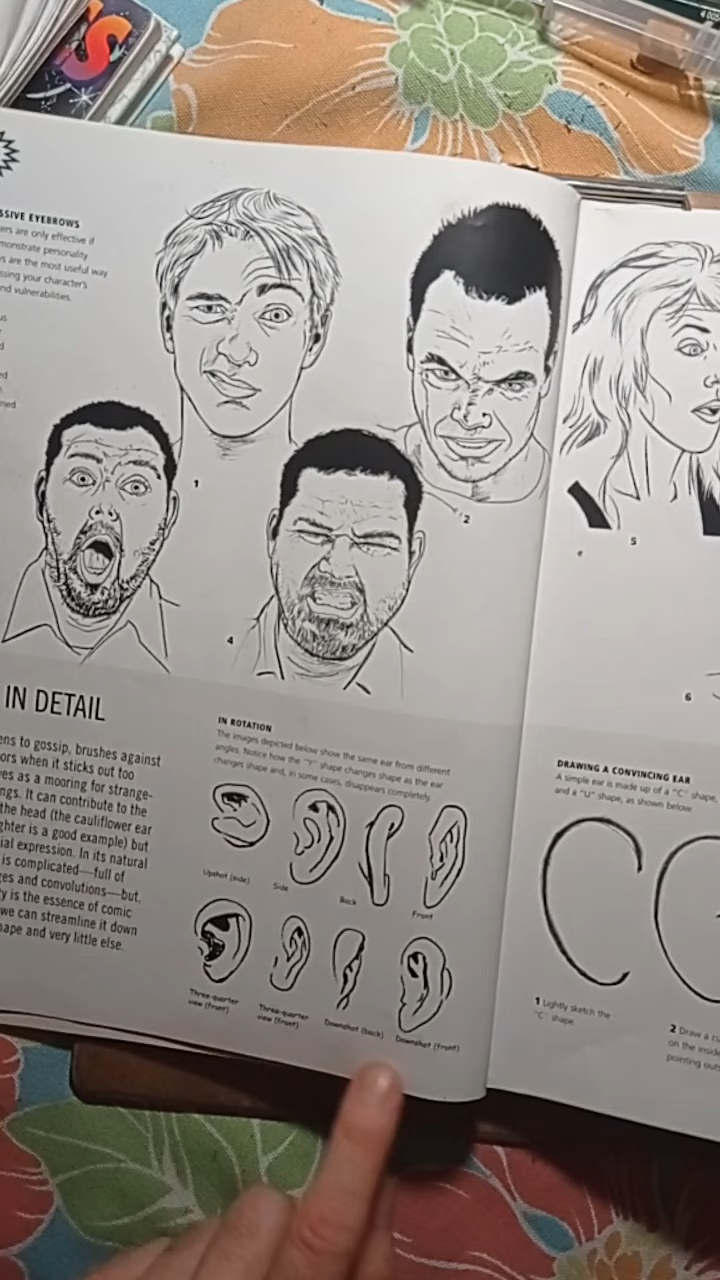 SSIVE EYEBROWS
ers are only effective if
monstrate personality
s are the most useful way
ssing your character's
nd vulnerabilities.
us
d
ed
ned
1
2
4
5
6
IN DETAIL
ens to gossip, brushes against
ors when it sticks out too
ves as a mooring for strange-
ngs. It can contribute to the
the head (the cauliflower ear
ghter is a good example) but
ial expression. In its natural
is complicated—full of
ges and convolutions—but,
y is the essence of comic
we can streamline it down
hape and very little else.
IN ROTATION
The images depicted below show the same ear from different
angles. Notice how the "Y" shape changes shape as the ear
changes shape and, in some cases, disappears completely.
Upshot (side)
Side
Back
Front
Three-quarter
view (front)
Three-quarter
view (front)
Downshot (back)
Downshot (front)
DRAWING A CONVINCING EAR
A simple ear is made up of a "C" shape,
and a "U" shape, as shown below.
1 Lightly sketch the
"C" shape.
2 Draw a cu
on the insid
pointing out